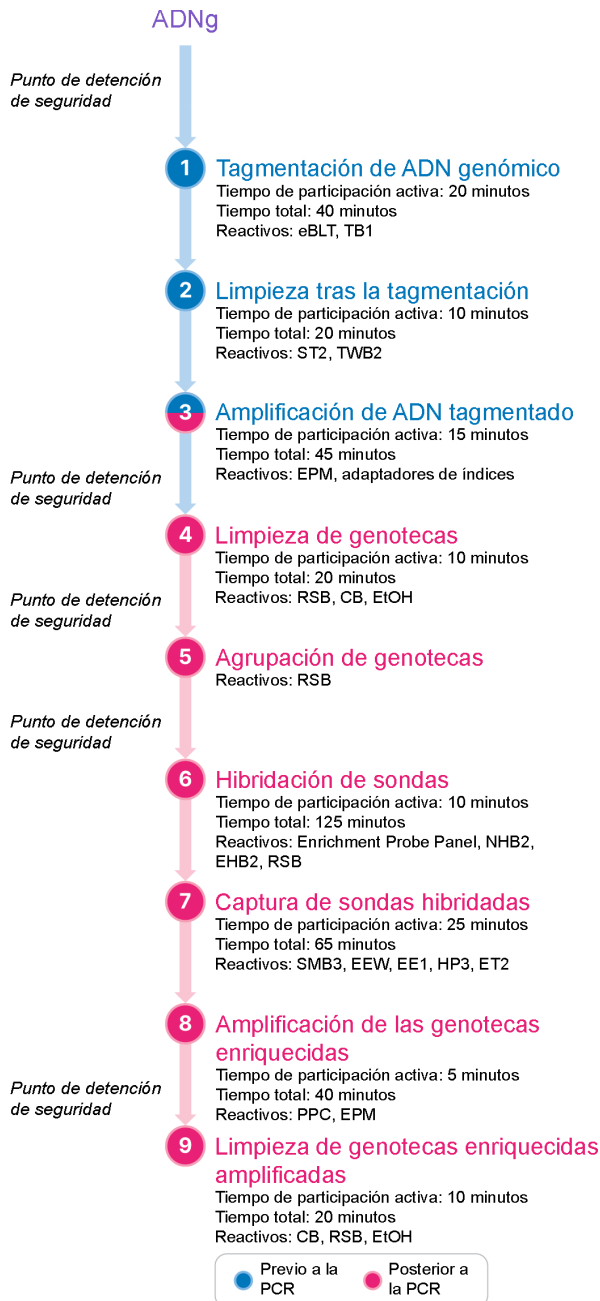 ADNg
Punto de detención
de seguridad
1
Tagmentación de ADN genómico
Tiempo de participación activa: 20 minutos
Tiempo total: 40 minutos
Reactivos: eBLT, TB1
2
Limpieza tras la tagmentación
Tiempo de participación activa: 10 minutos
Tiempo total: 20 minutos
Reactivos: ST2, TWB2
3
Amplificación de ADN tagmentado
Tiempo de participación activa: 15 minutos
Tiempo total: 45 minutos
Reactivos: EPM, adaptadores de índices
Punto de detención
de seguridad
4
Limpieza de genotecas
Tiempo de participación activa: 10 minutos
Tiempo total: 20 minutos
Reactivos: RSB, CB, EtOH
Punto de detención
de seguridad
5
Agrupación de genotecas
Reactivos: RSB
Punto de detención
de seguridad
6
Hibridación de sondas
Tiempo de participación activa: 10 minutos
Tiempo total: 125 minutos
Reactivos: Enrichment Probe Panel, NHB2,
EHB2, RSB
7
Captura de sondas hibridadas
Tiempo de participación activa: 25 minutos
Tiempo total: 65 minutos
Reactivos: SMB3, EEW, EE1, HP3, ET2
8
Amplificación de las genotecas
enriquecidas
Tiempo de participación activa: 5 minutos
Tiempo total: 40 minutos
Reactivos: PPC, EPM
Punto de detención
de seguridad
9
Limpieza de genotecas enriquecidas
amplificadas
Tiempo de participación activa: 10 minutos
Tiempo total: 20 minutos
Reactivos: CB, RSB, EtOH
Previo a la
PCR
Posterior a
la PCR